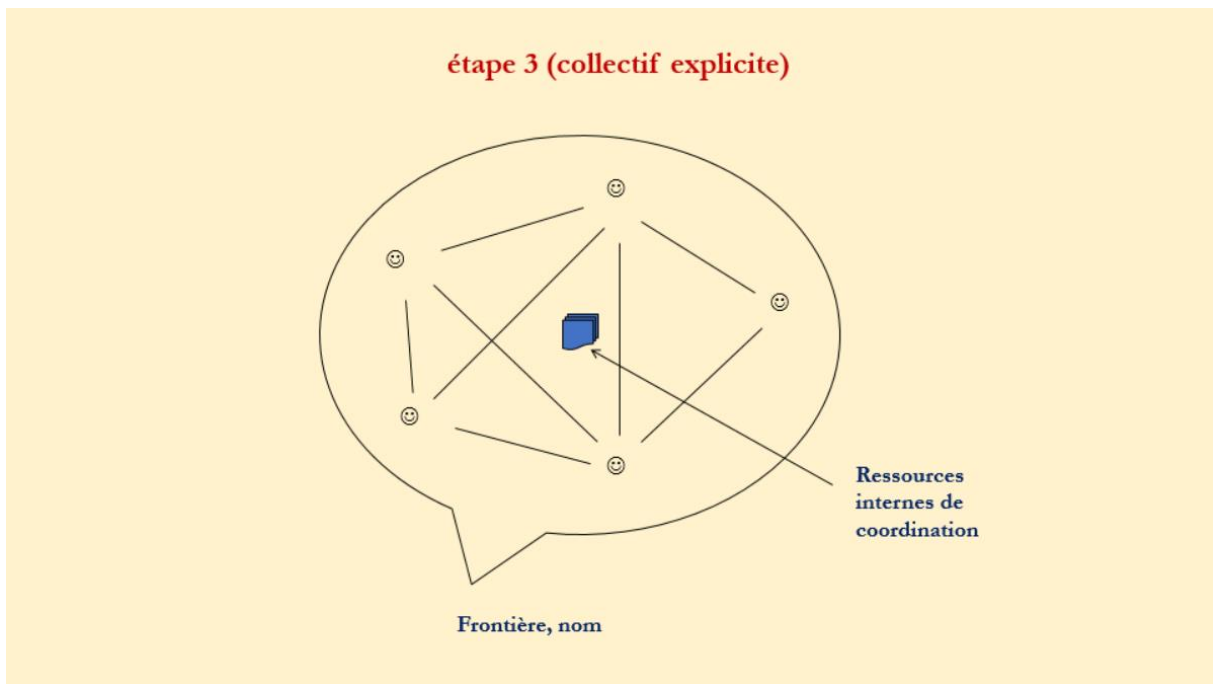 étape 3 (collectif explicite)
Ressources
internes de
coordination
Frontière, nom